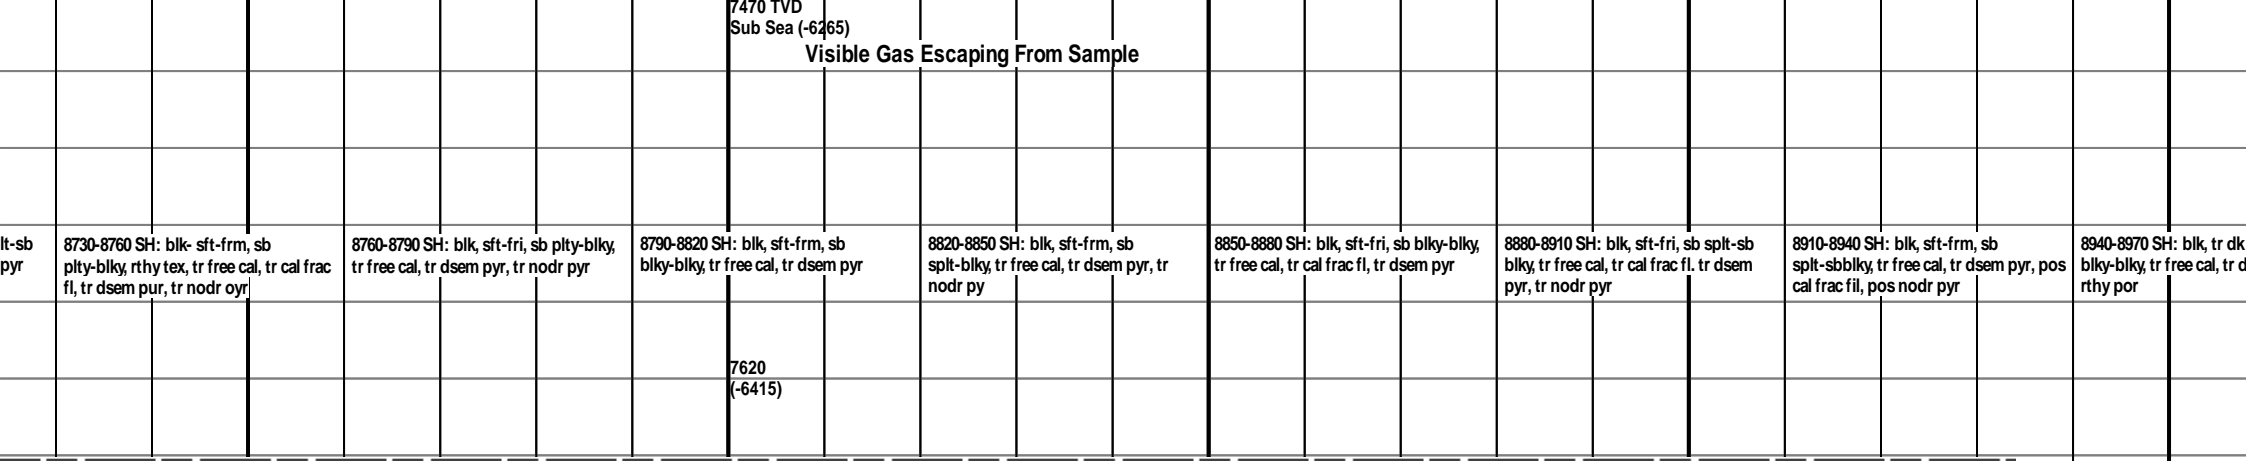 7470 TVD
Sub Sea (-6265)
Visible Gas Escaping From Sample
lt-sb
pyr
8730-8760 SH: blk- sft-frm, sb
plty-blky, rthy tex, tr free cal, tr cal frac
fl, tr dsem pur, tr nodr oyr
8760-8790 SH: blk, sft-fri, sb plty-blky,
tr free cal, tr dsem pyr, tr nodr pyr
8790-8820 SH: blk, sft-frm, sb
blky-blky, tr free cal, tr dsem pyr
8820-8850 SH: blk, sft-frm, sb
splt-blky, tr free cal, tr dsem pyr, tr
nodr py
8850-8880 SH: blk, sft-fri, sb blky-blky,
tr free cal, tr cal frac fl, tr dsem pyr
8880-8910 SH: blk, sft-fri, sb splt-sb
blky, tr free cal, tr cal frac fl. tr dsem
pyr, tr nodr pyr
8910-8940 SH: blk, sft-frm, sb
splt-sbblky, tr free cal, tr dsem pyr, pos
cal frac fil, pos nodr pyr
8940-8970 SH: blk, tr dk
blky-blky, tr free cal, tr d
rthy por
7620
(-6415)